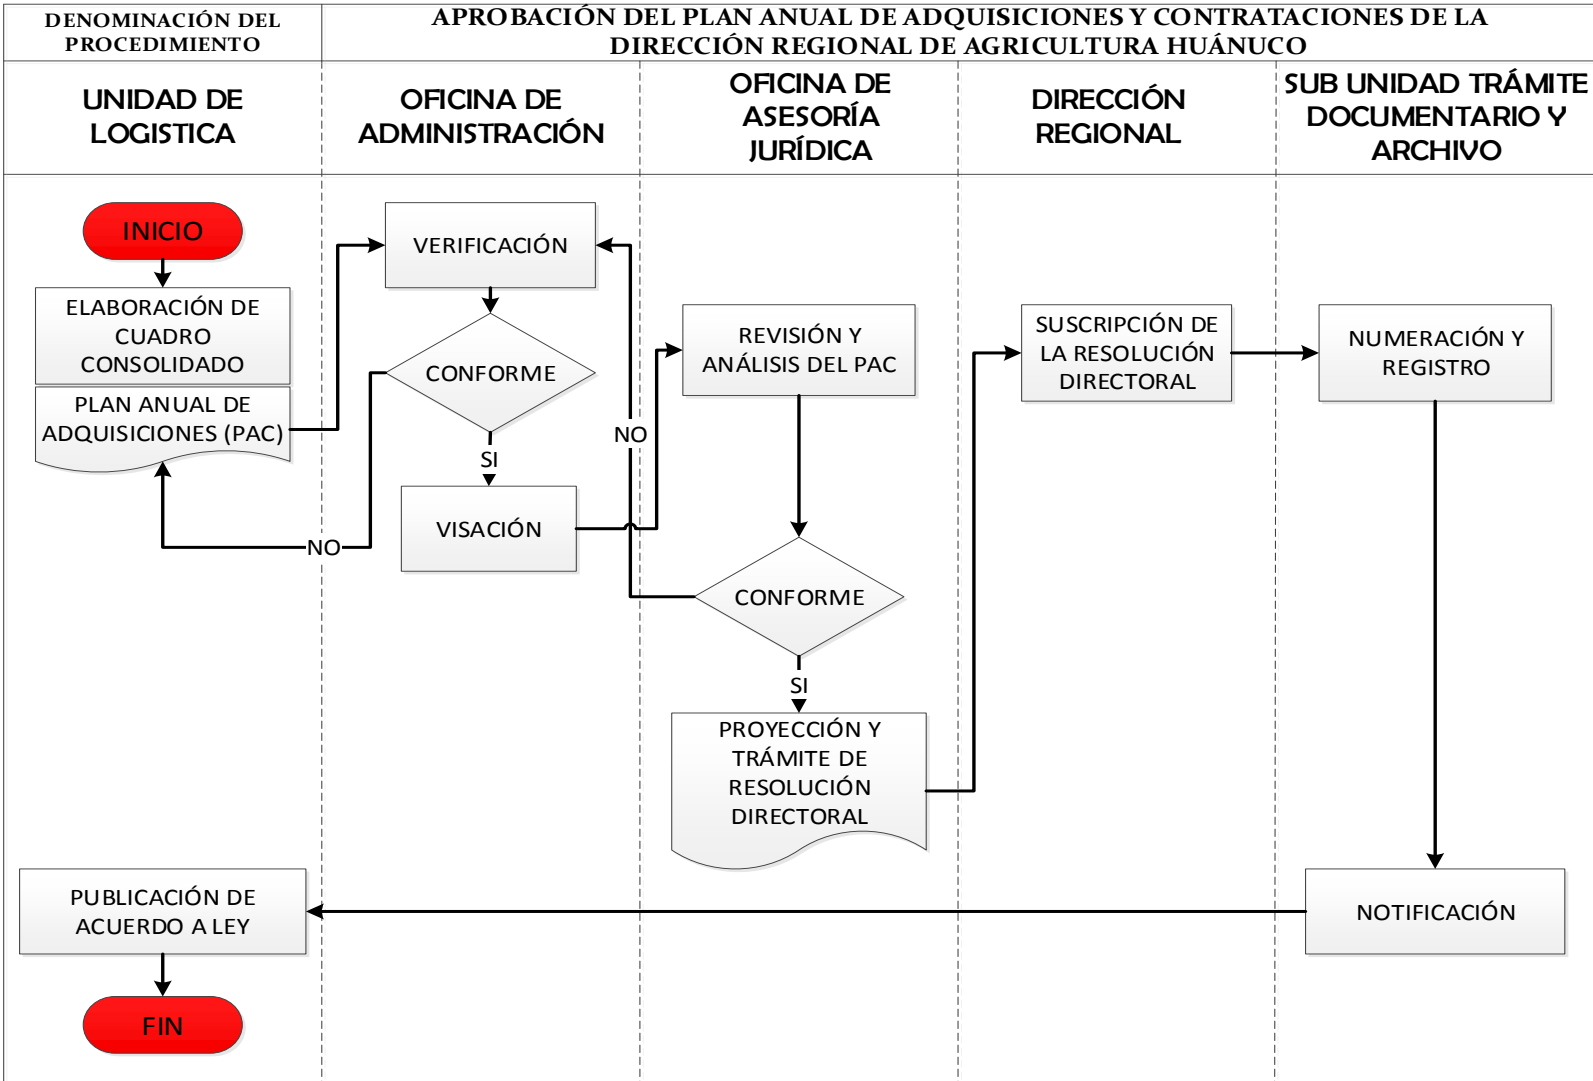 DENOMINACIÓN DEL
PROCEDIMIENTO
APROBACIÓN DEL PLAN ANUAL DE ADQUISICIONES Y CONTRATACIONES DE LA
DIRECCIÓN REGIONAL DE AGRICULTURA HUÁNUCO
UNIDAD DE
LOGISTICA
OFICINA DE
ADMINISTRACIÓN
OFICINA DE
ASESORÍA
JURÍDICA
DIRECCIÓN
REGIONAL
SUB UNIDAD TRÁMITE
DOCUMENTARIO Y
ARCHIVO
INICIO
ELABORACIÓN DE
CUADRO
CONSOLIDADO
PLAN ANUAL DE
ADQUISICIONES (PAC)
VERIFICACIÓN
CONFORME
SI
NO
VISACIÓN
REVISIÓN Y
ANÁLISIS DEL PAC
NO
CONFORME
SI
PROYECCIÓN Y
TRÁMITE DE
RESOLUCIÓN
DIRECTORAL
SUSCRIPCIÓN DE
LA RESOLUCIÓN
DIRECTORAL
NUMERACIÓN Y
REGISTRO
NOTIFICACIÓN
PUBLICACIÓN DE
ACUERDO A LEY
FIN